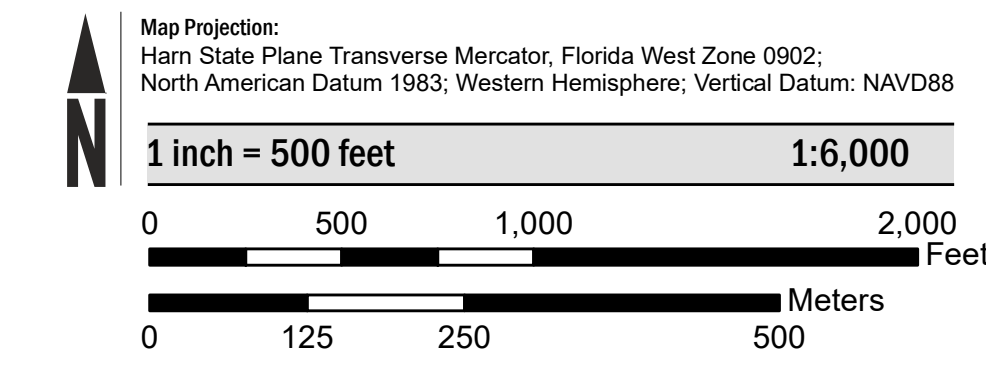 N
Map Projection:
Harn State Plane Transverse Mercator, Florida West Zone 0902;
North American Datum 1983; Western Hemisphere; Vertical Datum: NAVD88
1 inch = 500 feet 1:6,000
0 500 1,000 2,000
Feet
Meters
0 125 250 500